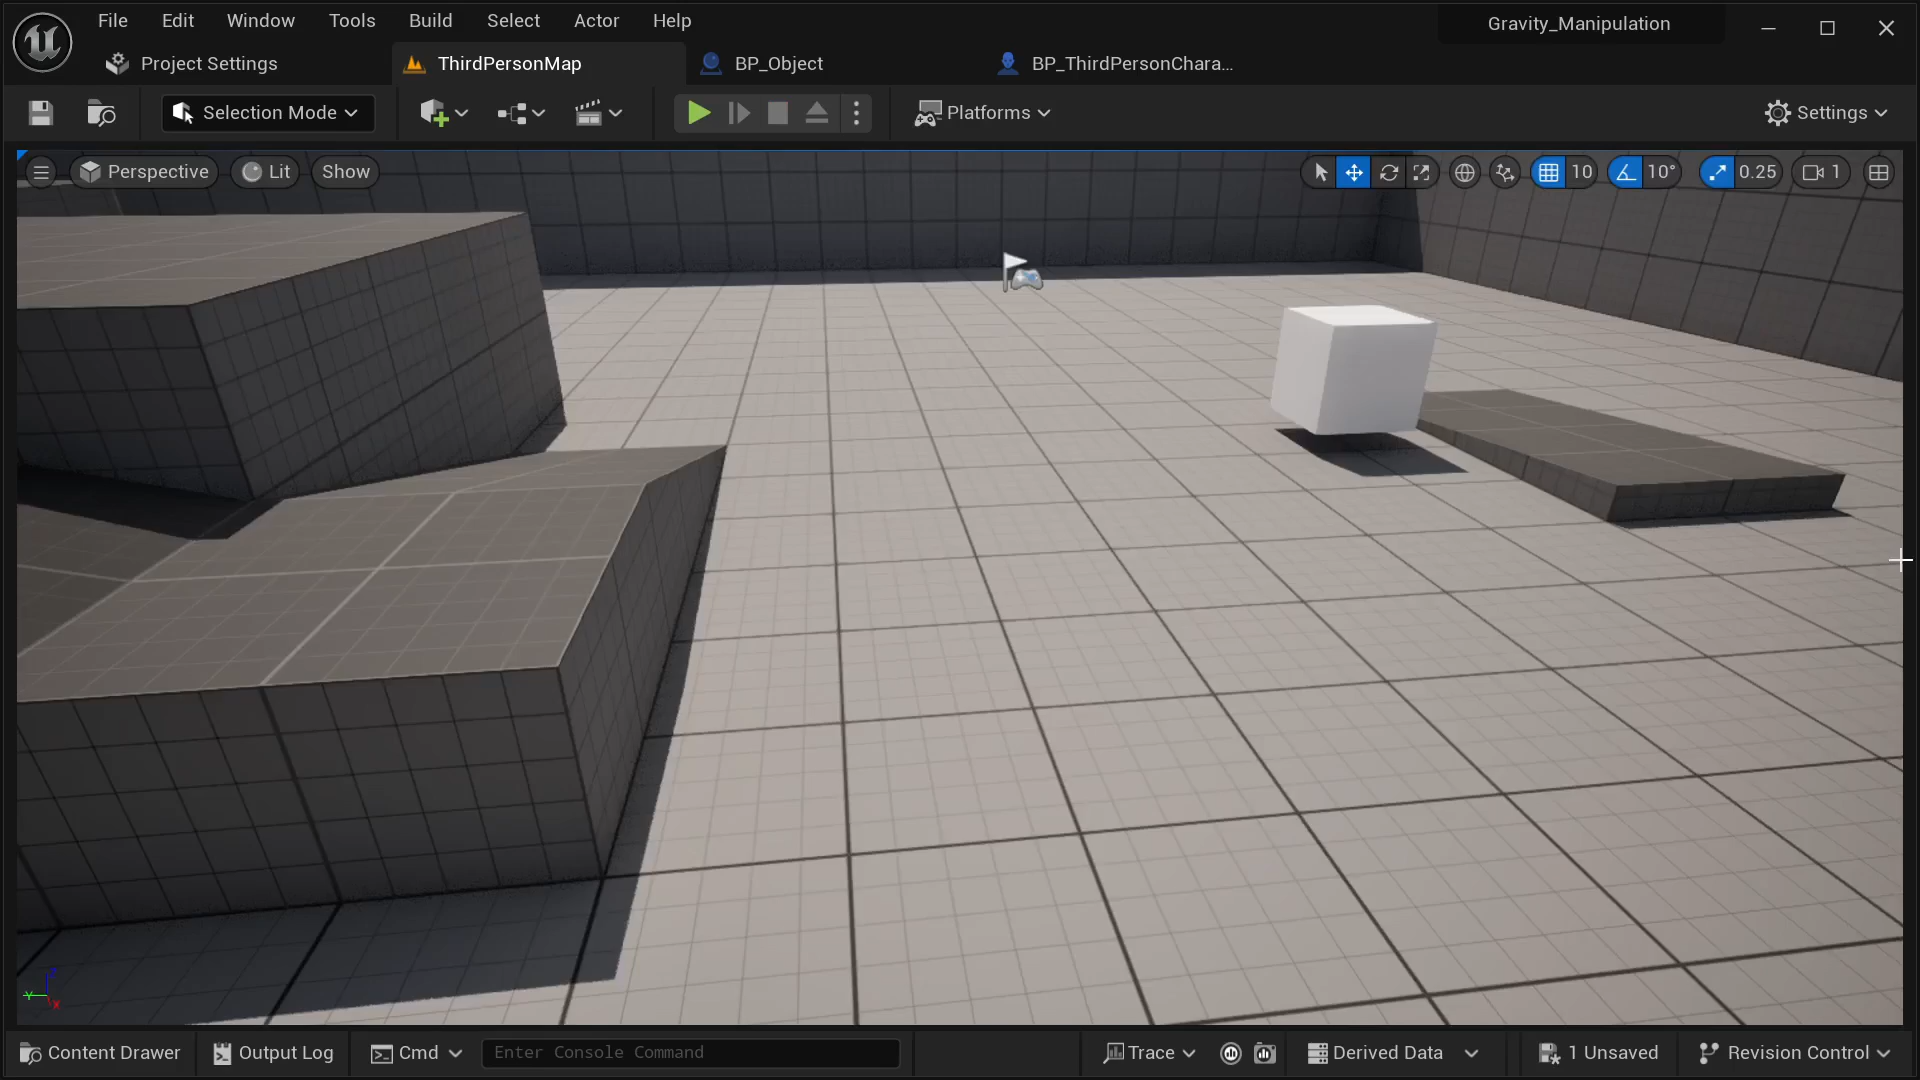 File Edit Window Tools Build Select Actor Help
Gravity_Manipulation
Project Settings
ThirdPersonMap
BP_Object
BP_ThirdPersonChara...
Selection Mode
Platforms
Settings
Perspective
Lit
Show
10
10°
0.25
1
Y
X
Content Drawer
Output Log
Cmd
Enter Console Command
Trace
Derived Data
1 Unsaved
Revision Control